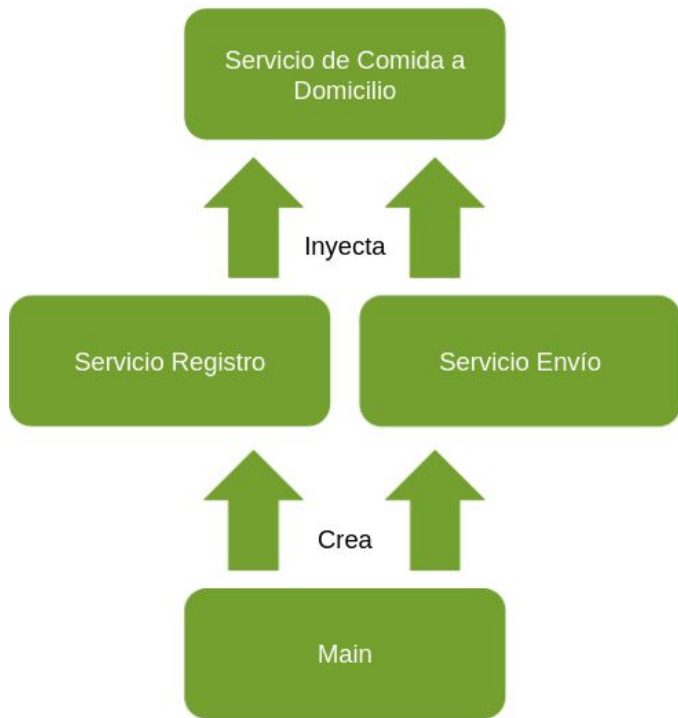 Servicio de Comida a
Domicilio
Inyecta
Servicio Registro
Servicio Envío
Crea
Main